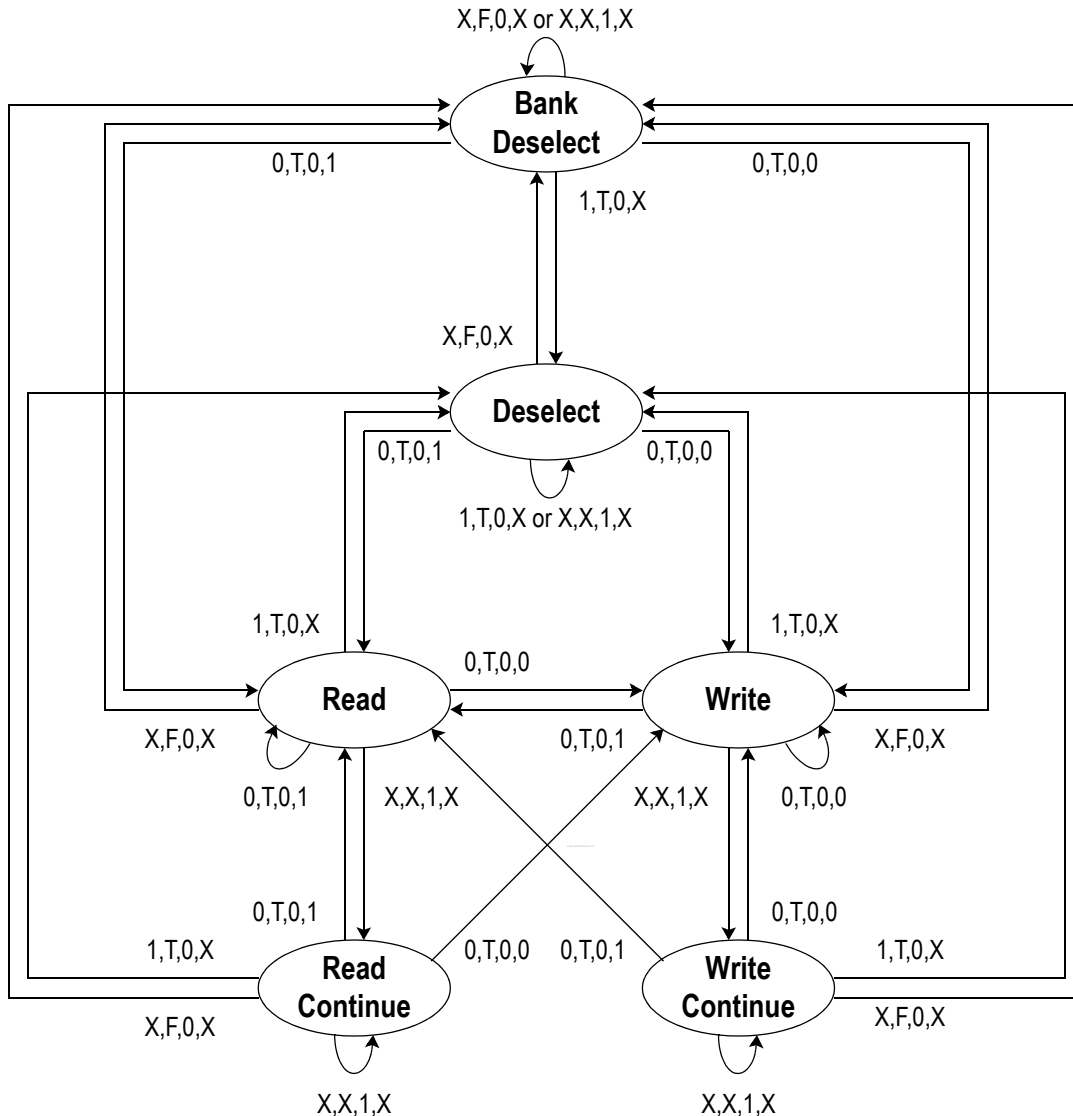 X,F,0,X or X,X,1,X
Bank
Deselect
0,T,0,1
0,T,0,0
1,T,0,X
X,F,0,X
Deselect
0,T,0,1
0,T,0,0
1,T,0,X or X,X,1,X
1,T,0,X
1,T,0,X
0,T,0,0
Read
Write
X,F,0,X
0,T,0,1
X,F,0,X
0,T,0,1
X,X,1,X
X,X,1,X
0,T,0,0
0,T,0,1
0,T,0,0
1,T,0,X
0,T,0,0
0,T,0,1
1,T,0,X
Read
Continue
Write
Continue
X,F,0,X
X,F,0,X
X,X,1,X
X,X,1,X